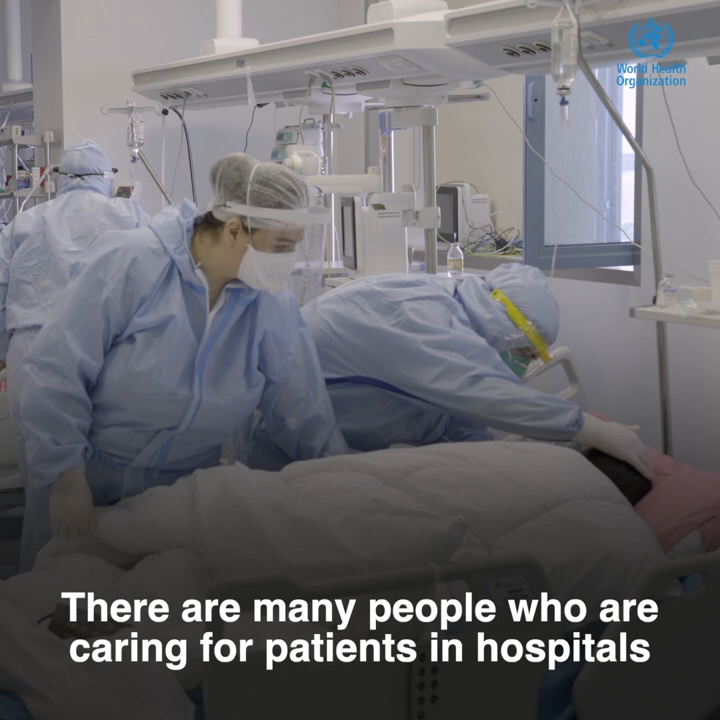 World Health
Organization
There are many people who are
caring for patients in hospitals